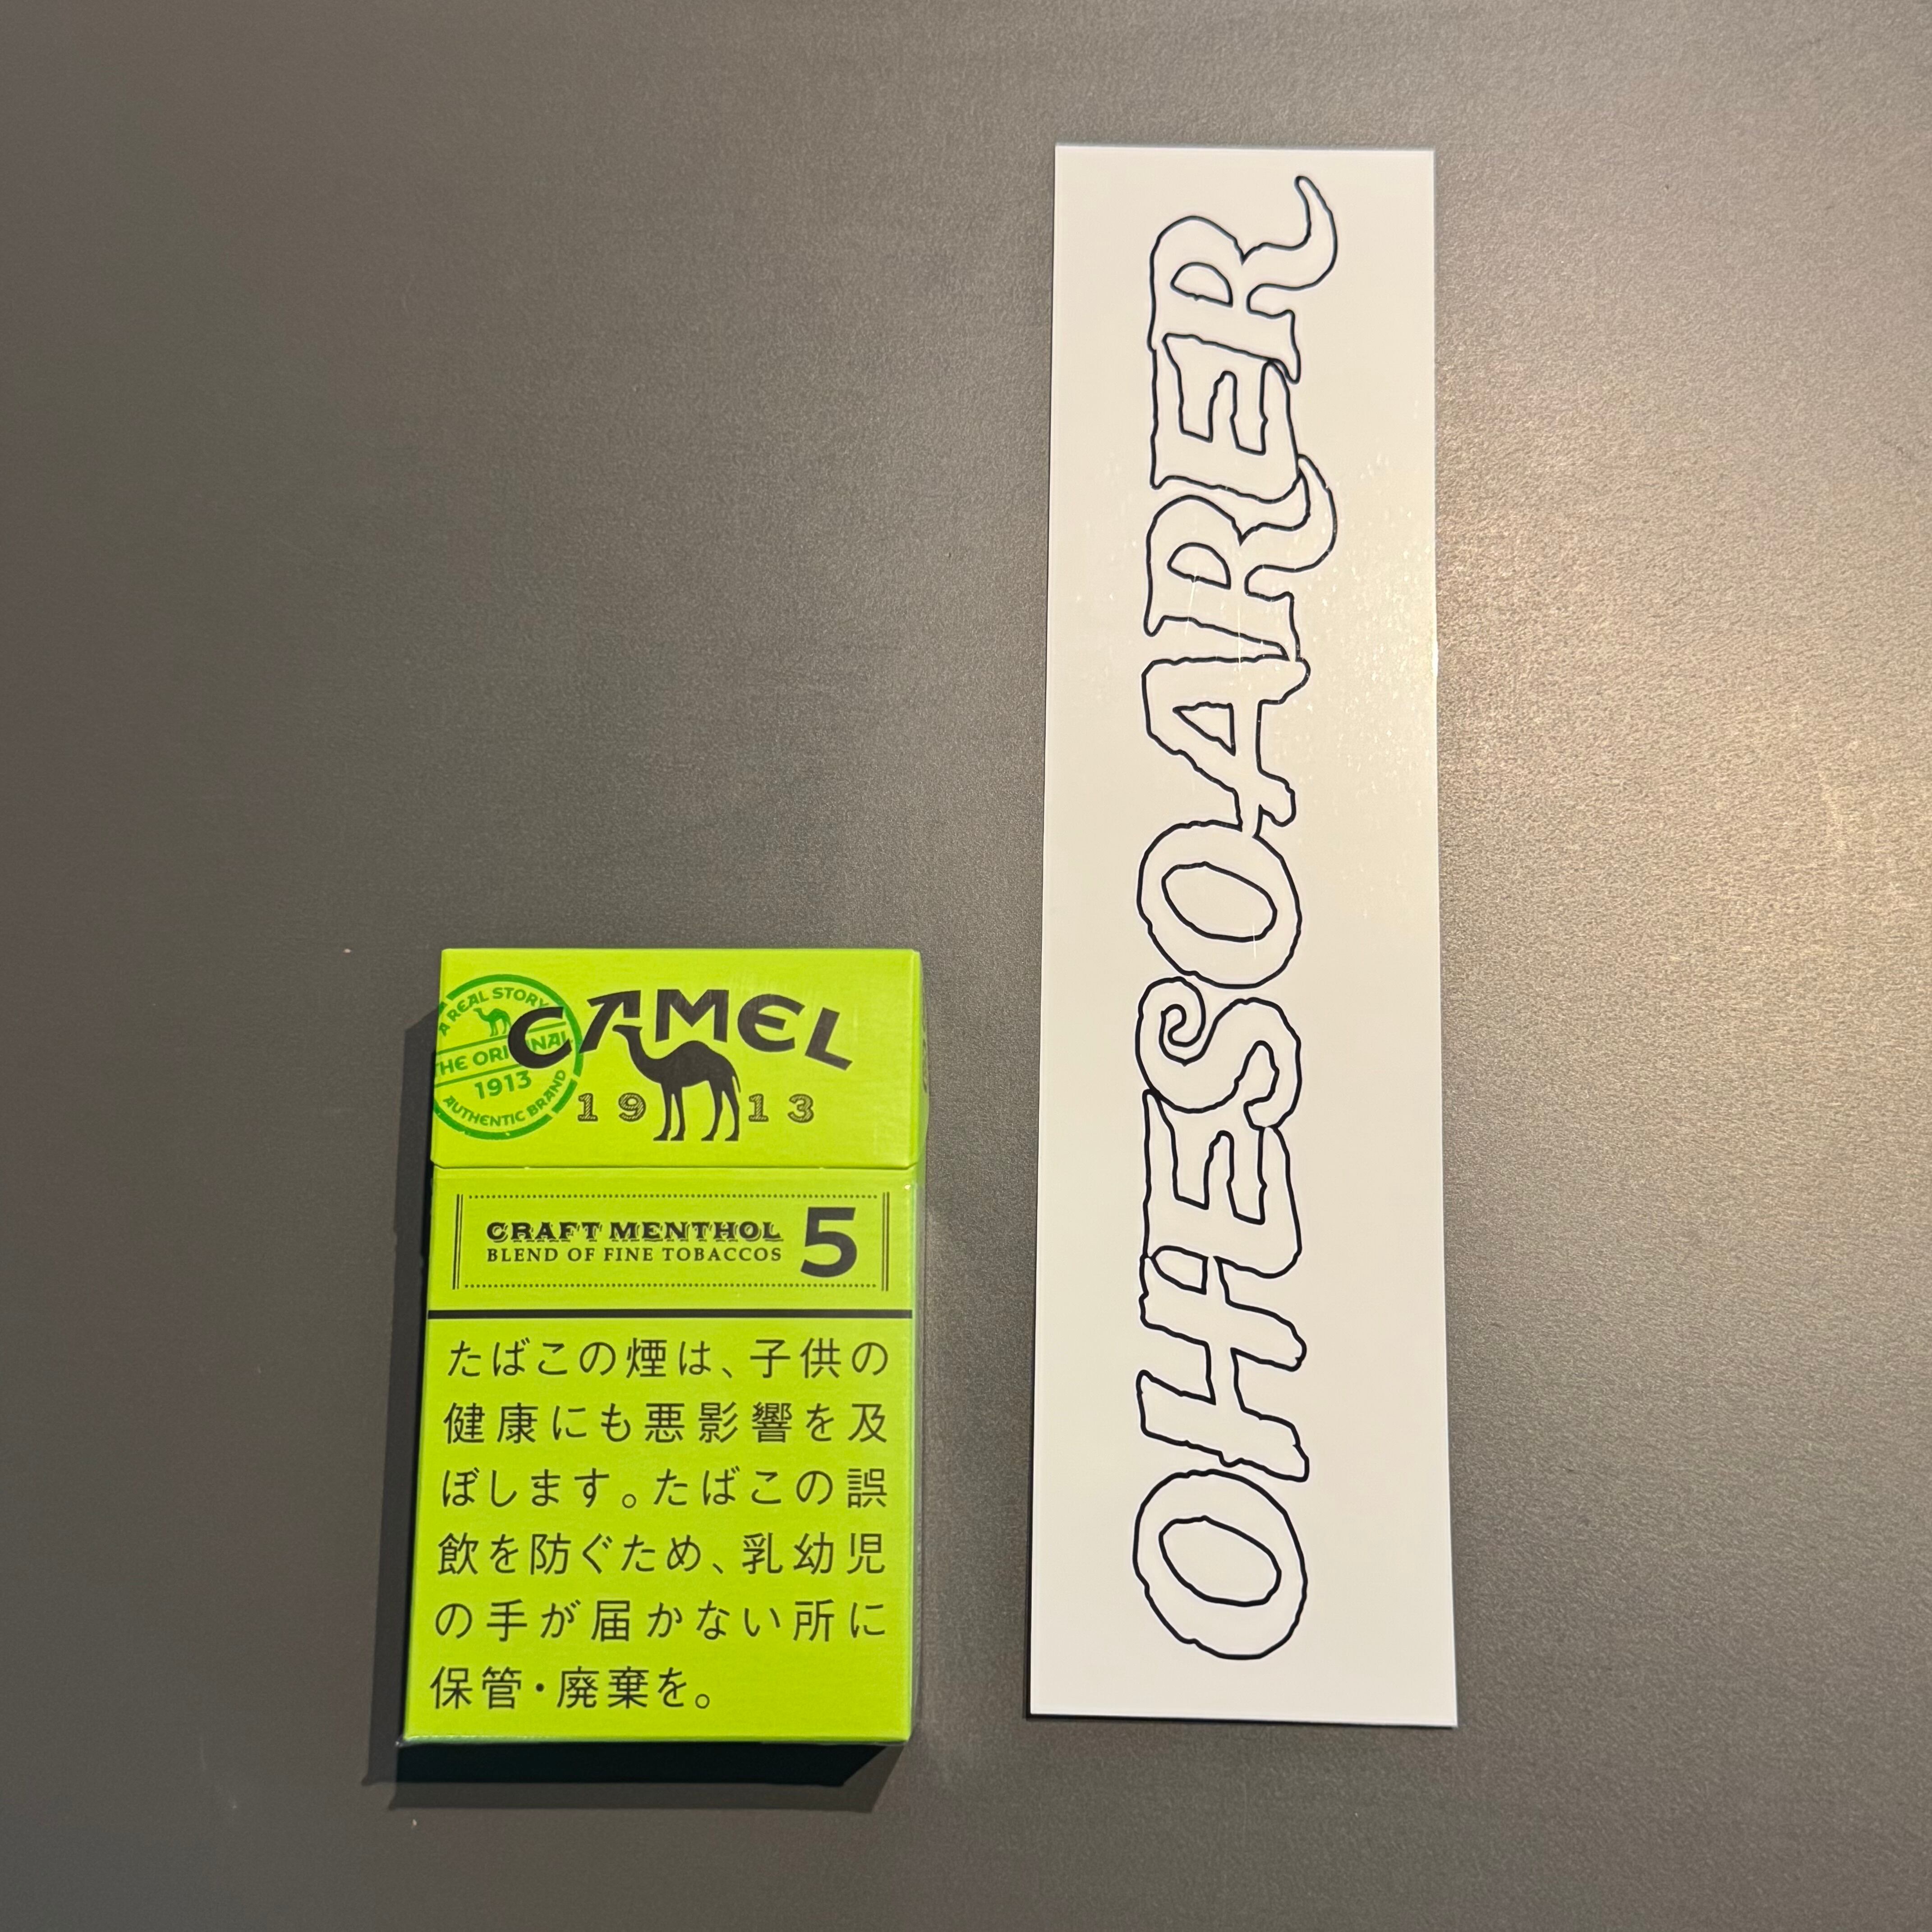 A REAL STORY
THE ORIGINAL
1913
AUTHENTIC BRAND
CAMEL
1913
CRAFT MENTHOL
BLEND OF FINE TOBACCOS
5
たばこの煙は、子供の
健康にも悪影響を及
ぼします。たばこの誤
飲を防ぐため、乳幼児
の手が届かない所に
保管・廃棄を。
OHESOARER